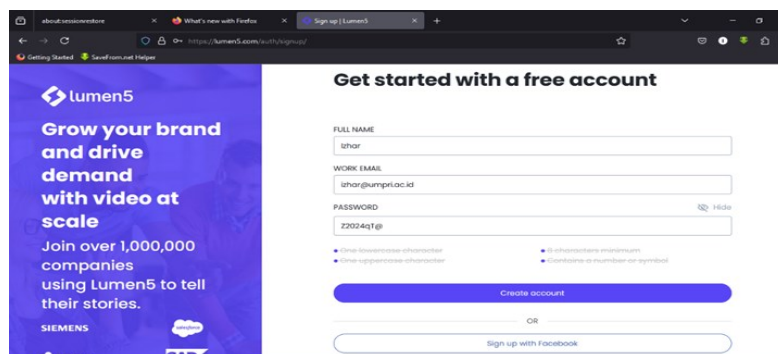 about:sessionrestore
What's new with Firefox
Sign up | Lumen5
https://lumen5.com/auth/signup/
Getting Started
SaveFrom.net Helper
lumen5
Grow your brand
and drive
demand
with video at
scale
Join over 1,000,000
companies
using Lumen5 to tell
their stories.
SIEMENS
salesforce
Get started with a free account
FULL NAME
Izhar
WORK EMAIL
izhar@umpri.ac.id
PASSWORD
Hide
Z2024qT@
One lowercase character
8 characters minimum
One uppercase character
Contains a number or symbol
Create account
OR
Sign up with Facebook